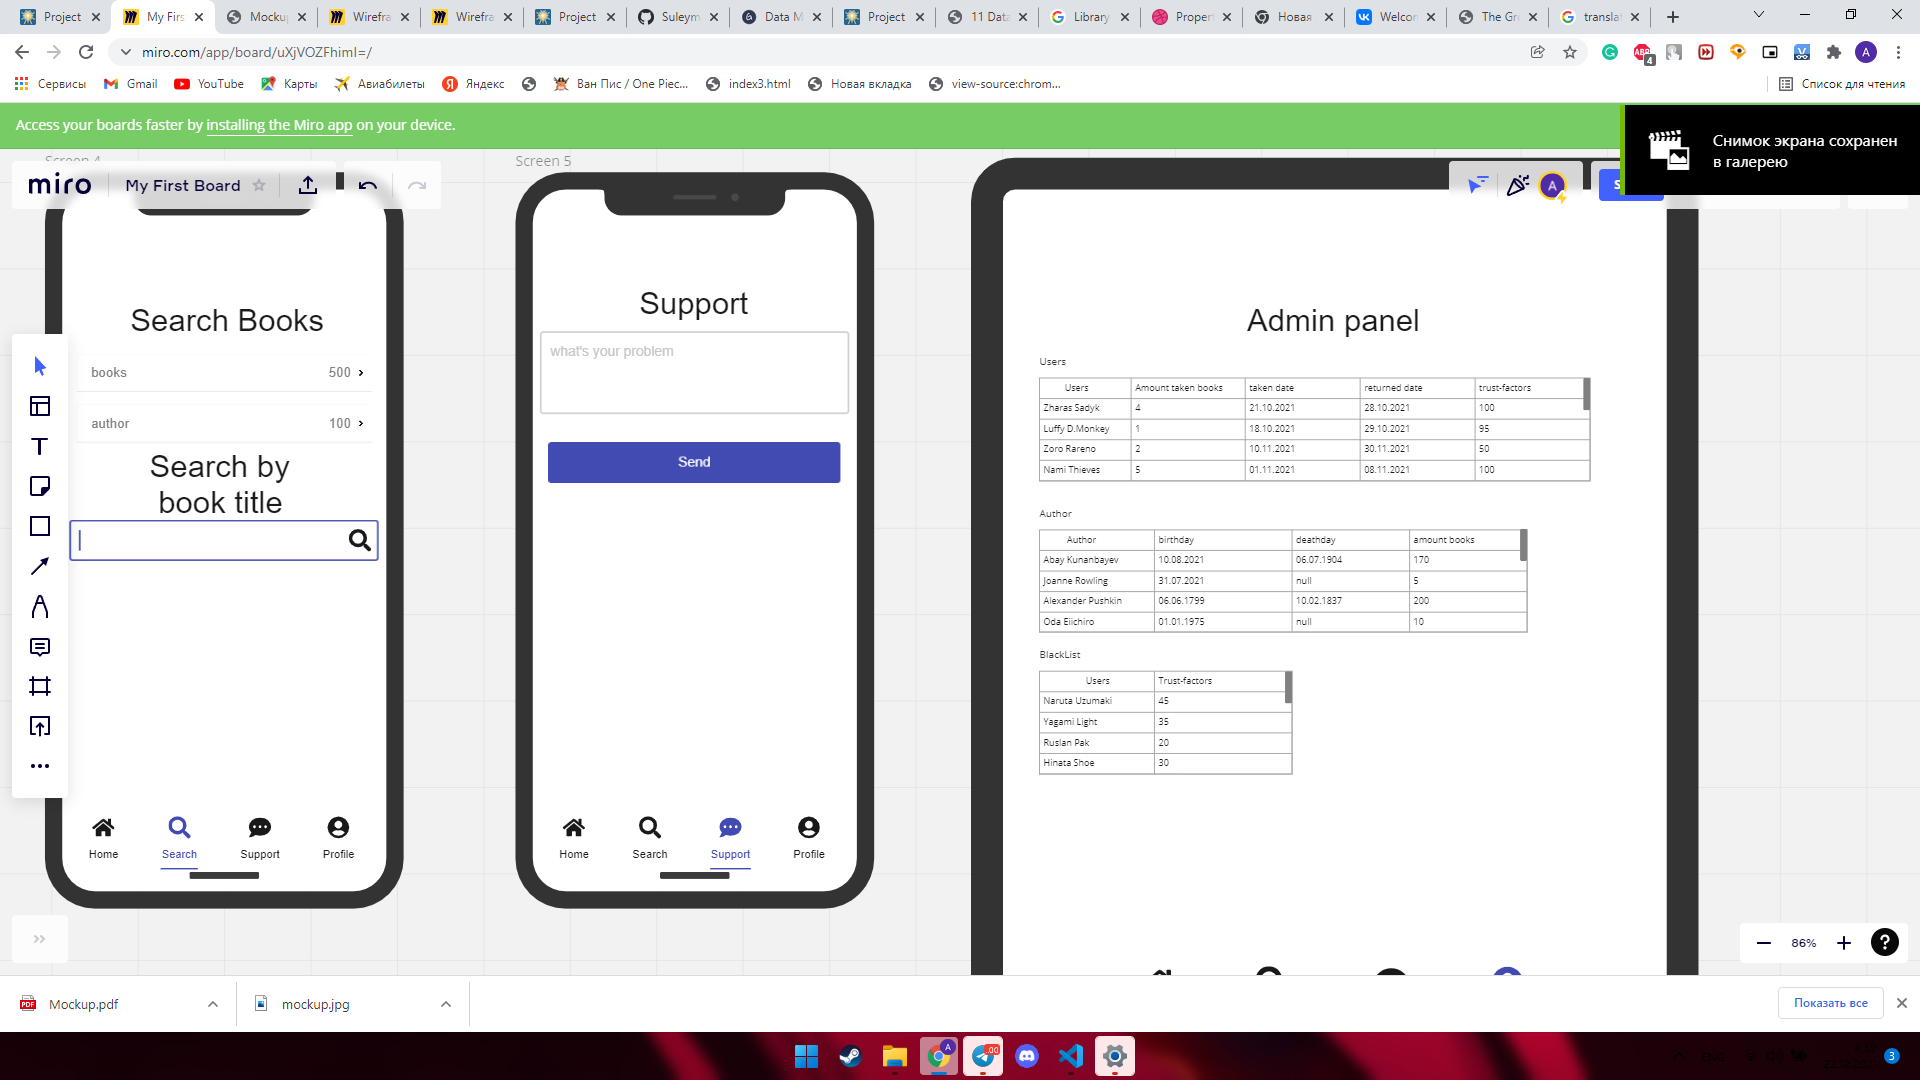 Project
My Firs
Mockup
Wirefra
Wirefra
Project
Suleym
Data M
Project
11 Data
Library
Propert
Новая
Welcon
The Gre
translat
miro.com/app/board/uXjVOZFhimI=/
4
A
Сервисы
Gmail
YouTube
Карты
Авиабилеты
Яндекс
Ван Пис / One Piec...
index3.html
Новая вкладка
view-source:chrom...
Список для чтения
Access your boards faster by installing the Miro app on your device.
Снимок экрана сохранен
в галерею
miro
My First Board
A
Screen 4
Search Books
books 500
author 100
Search by
book title
Home
Search
Support
Profile
Screen 5
Support
what's your problem
Send
Home
Search
Support
Profile
Admin panel
Users
Users Amount taken books taken date returned date trust-factors
Zharas Sadyk 4 21.10.2021 28.10.2021 100
Luffy D.Monkey 1 18.10.2021 29.10.2021 95
Zoro Rareno 2 10.11.2021 30.11.2021 50
Nami Thieves 5 01.11.2021 08.11.2021 100
Author
Author birthday deathday amount books
Abay Kunanbayev 10.08.2021 06.07.1904 170
Joanne Rowling 31.07.2021 null 5
Alexander Pushkin 06.06.1799 10.02.1837 200
Oda Eiichiro 01.01.1975 null 10
BlackList
Users Trust-factors
Naruta Uzumaki 45
Yagami Light 35
Ruslan Pak 20
Hinata Shoe 30
86%
Mockup.pdf
mockup.jpg
Показать все
A
.00
3